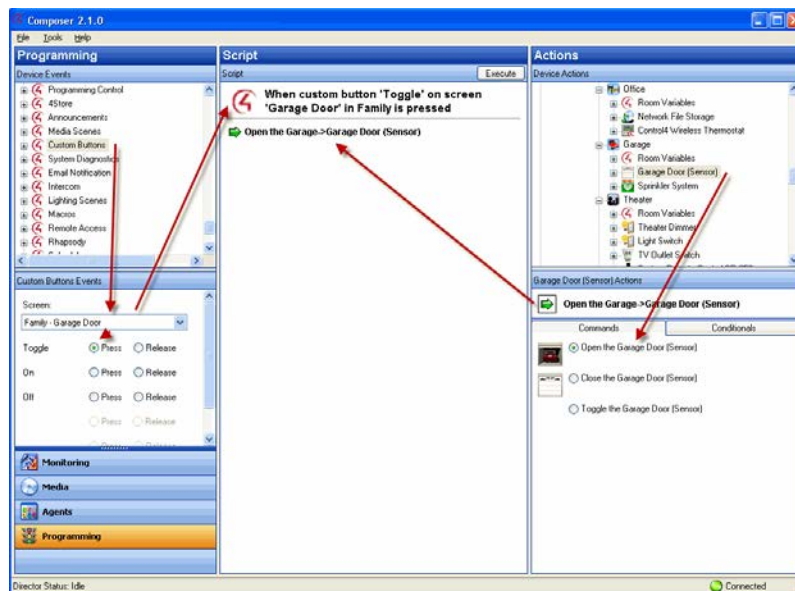 Composer 2.1.0
File Tools Help
Programming
Device Events
Programming Control
4Store
Announcements
Media Scenes
Custom Buttons
System Diagnostics
Email Notification
Intercom
Lighting Scenes
Macros
Remote Access
Rhapsody
Custom Buttons Events
Screen:
Family - Garage Door
Toggle Press Release
On Press Release
Off Press Release
Press Release
Press Release
Monitoring
Media
Agents
Programming
Script
Script Execute
When custom button 'Toggle' on screen
'Garage Door' in Family is pressed
Open the Garage->Garage Door (Sensor)
Actions
Device Actions
Office
Room Variables
Network File Storage
Control4 Wireless Thermostat
Garage
Room Variables
Garage Door (Sensor)
Sprinkler System
Theater
Room Variables
Theater Dimmer
Light Switch
TV Outlet Switch
Garage Door (Sensor) Actions
Open the Garage->Garage Door (Sensor)
Commands Conditionals
Open the Garage Door (Sensor)
Close the Garage Door (Sensor)
Toggle the Garage Door (Sensor)
Director Status: Idle
Connected